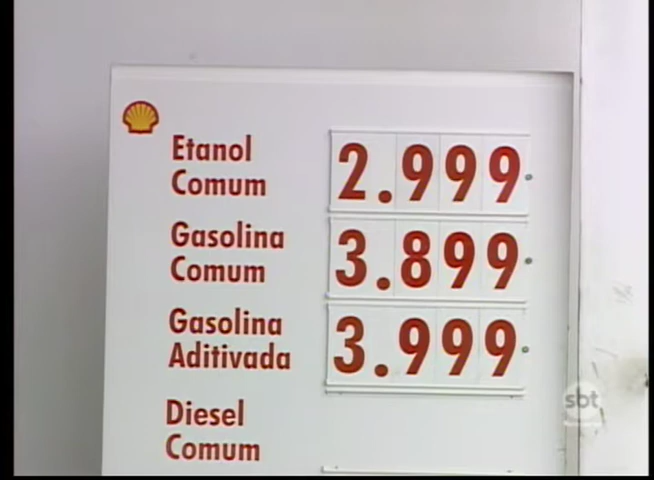 Etanol
Comum
2.999
Gasolina
Comum
3.899
Gasolina
Aditivada
3.999
Diesel
Comum
sbt